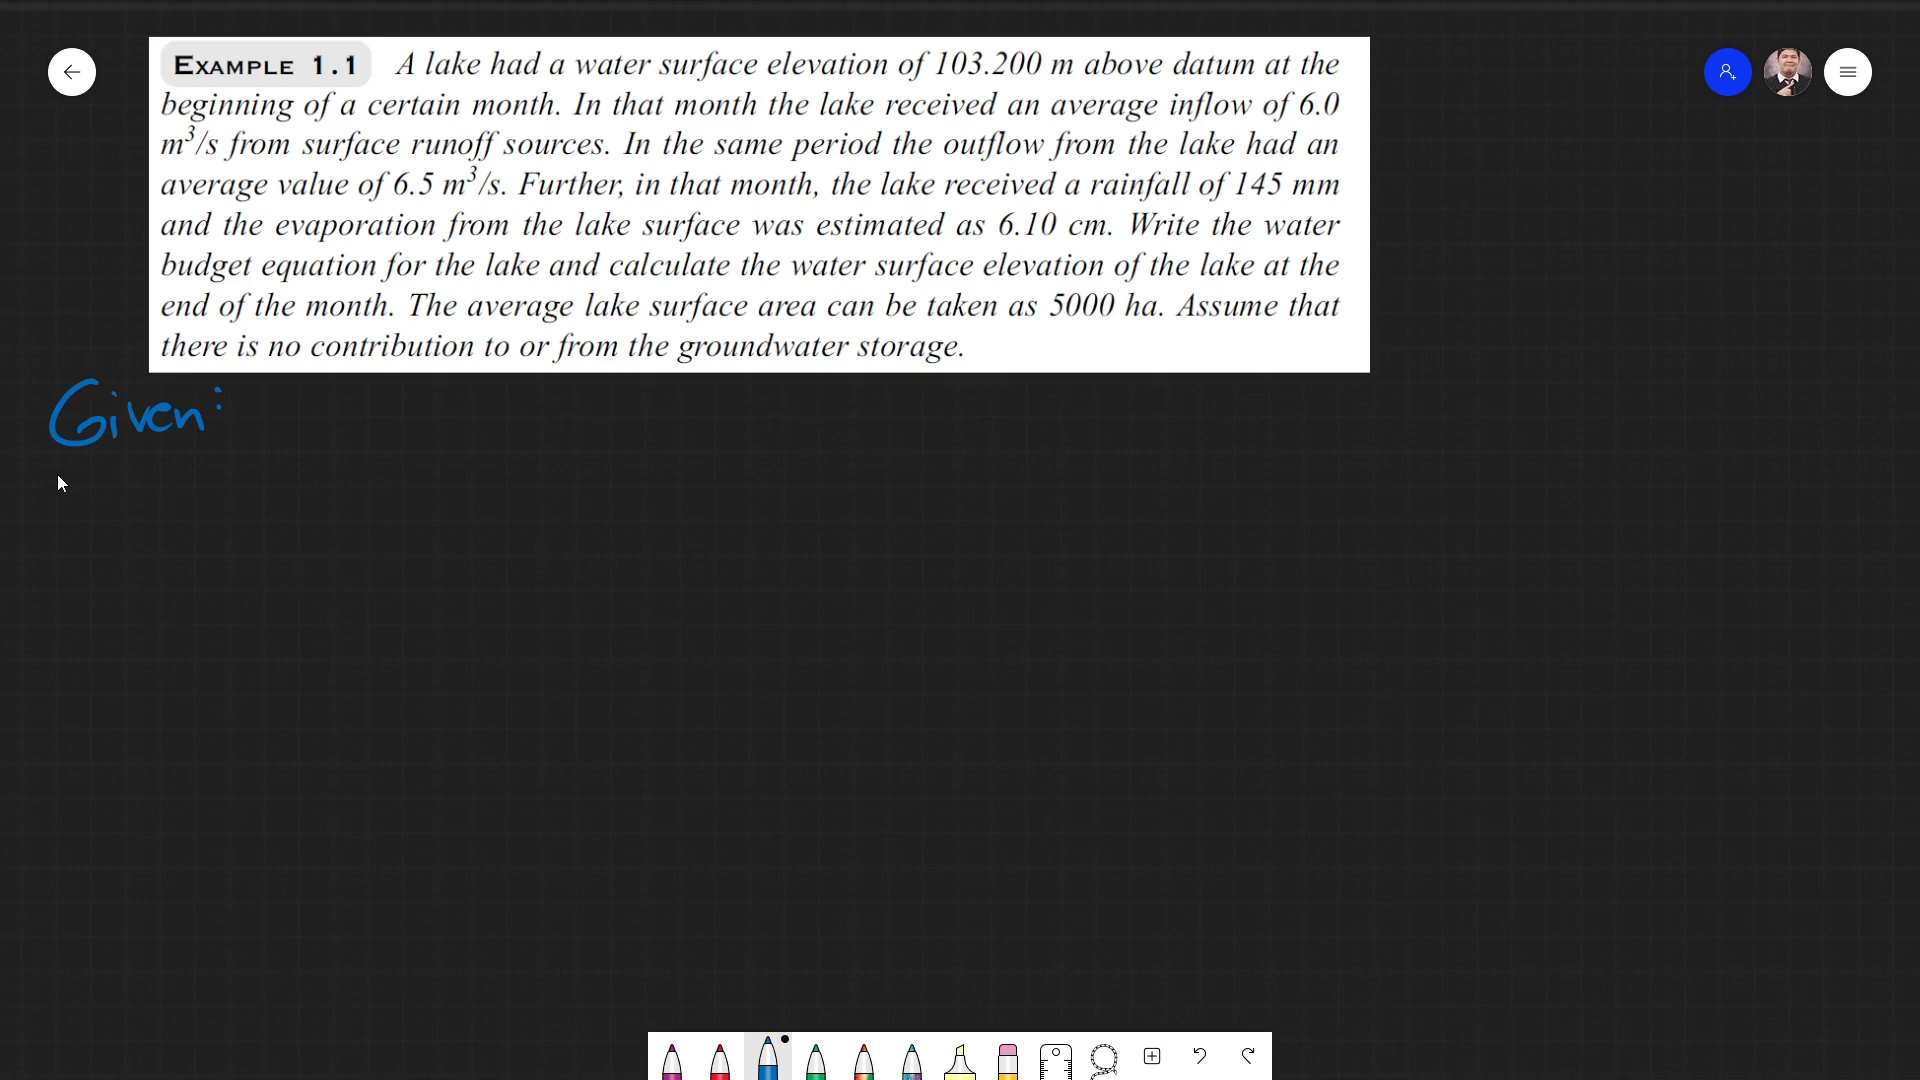 EXAMPLE 1.1 A lake had a water surface elevation of 103.200 m above datum at the
beginning of a certain month. In that month the lake received an average inflow of 6.0
m³/s from surface runoff sources. In the same period the outflow from the lake had an
average value of 6.5 m³/s. Further, in that month, the lake received a rainfall of 145 mm
and the evaporation from the lake surface was estimated as 6.10 cm. Write the water
budget equation for the lake and calculate the water surface elevation of the lake at the
end of the month. The average lake surface area can be taken as 5000 ha. Assume that
there is no contribution to or from the groundwater storage.
Given: